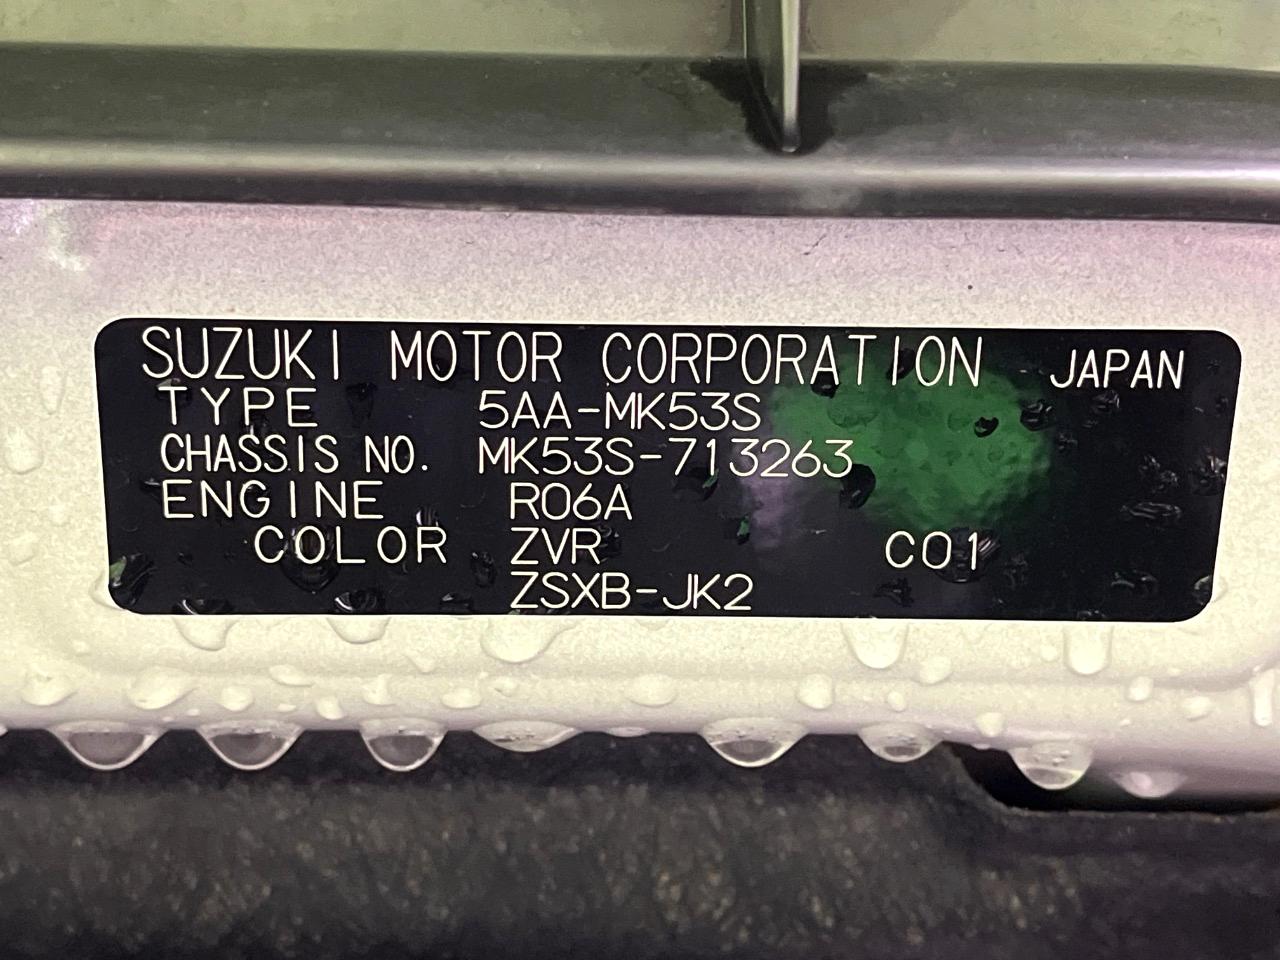 SUZUKI MOTOR CORPORATION JAPAN
TYPE 5AA-MK53S
CHASSIS NO. MK53S-713263
ENGINE R06A
COLOR ZVR C01
ZSXB-JK2